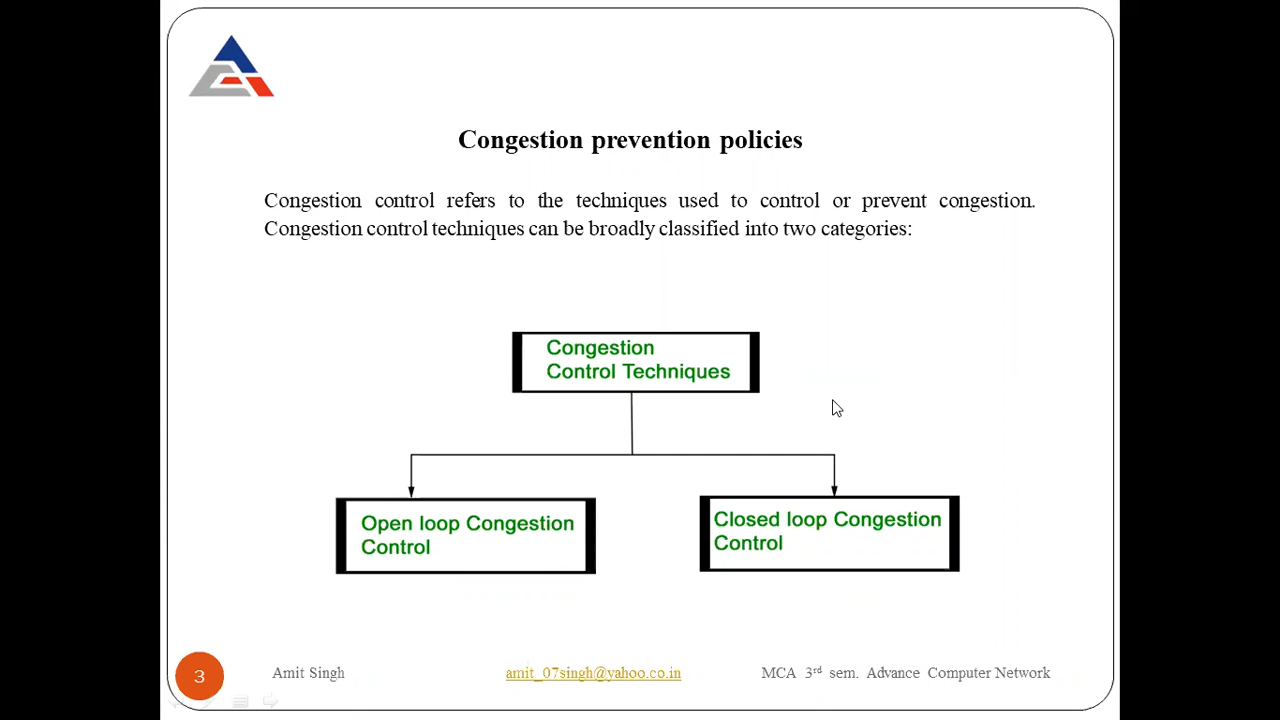 Congestion prevention policies
Congestion control refers to the techniques used to control or prevent congestion.
Congestion control techniques can be broadly classified into two categories:
Congestion
Control Techniques
Open loop Congestion
Control
Closed loop Congestion
Control
3
Amit Singh
amit_07singh@yahoo.co.in
MCA 3rd sem. Advance Computer Network